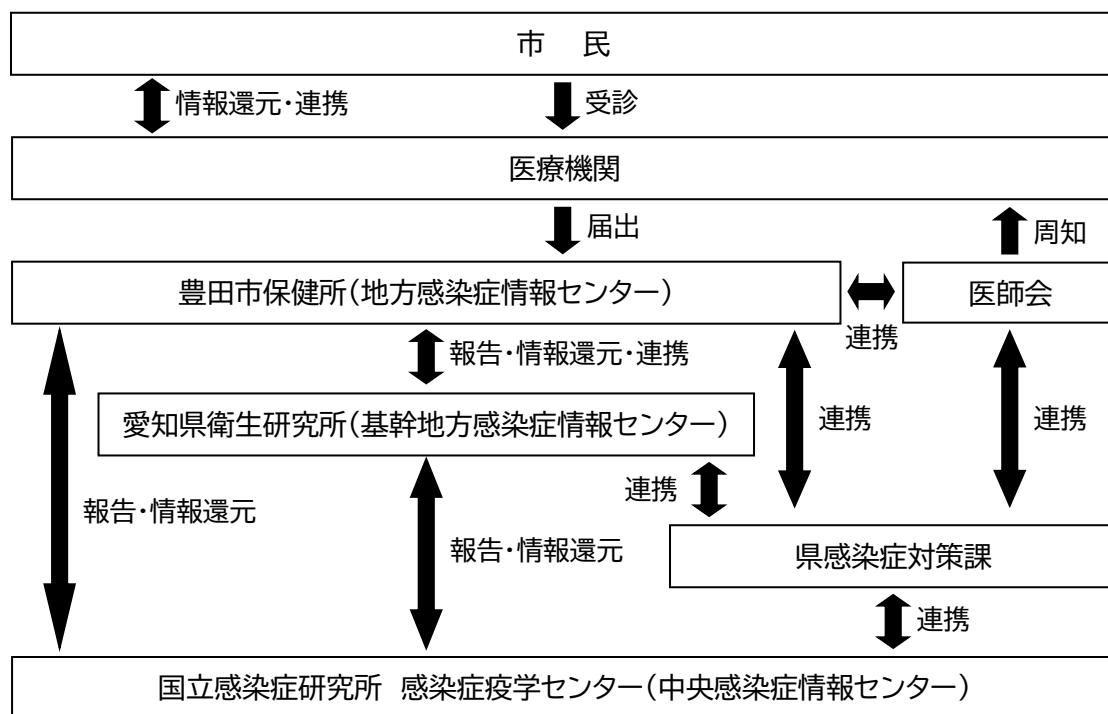 市　民
情報還元・連携
受診
医療機関
届出
周知
豊田市保健所（地方感染症情報センター）
医師会
連携
報告・情報還元・連携
愛知県衛生研究所（基幹地方感染症情報センター）
連携
連携
連携
報告・情報還元
報告・情報還元
県感染症対策課
連携
国立感染症研究所　感染症疫学センター（中央感染症情報センター）